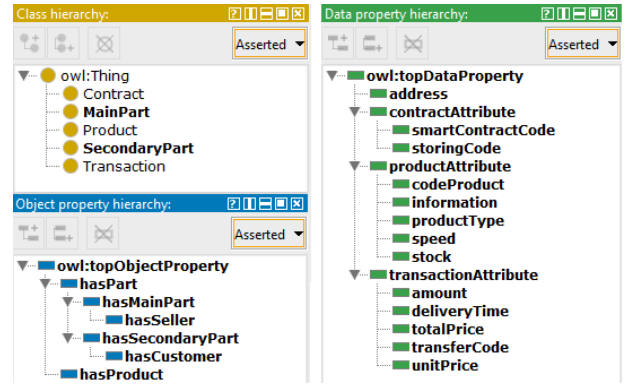 Class hierarchy:
Asserted
owl:Thing
Contract
MainPart
Product
SecondaryPart
Transaction
Object property hierarchy:
Asserted
owl:topObjectProperty
hasPart
hasMainPart
hasSeller
hasSecondaryPart
hasCustomer
hasProduct
Data property hierarchy:
Asserted
owl:topDataProperty
address
contractAttribute
smartContractCode
storingCode
productAttribute
codeProduct
information
productType
speed
stock
transactionAttribute
amount
deliveryTime
totalPrice
transferCode
unitPrice